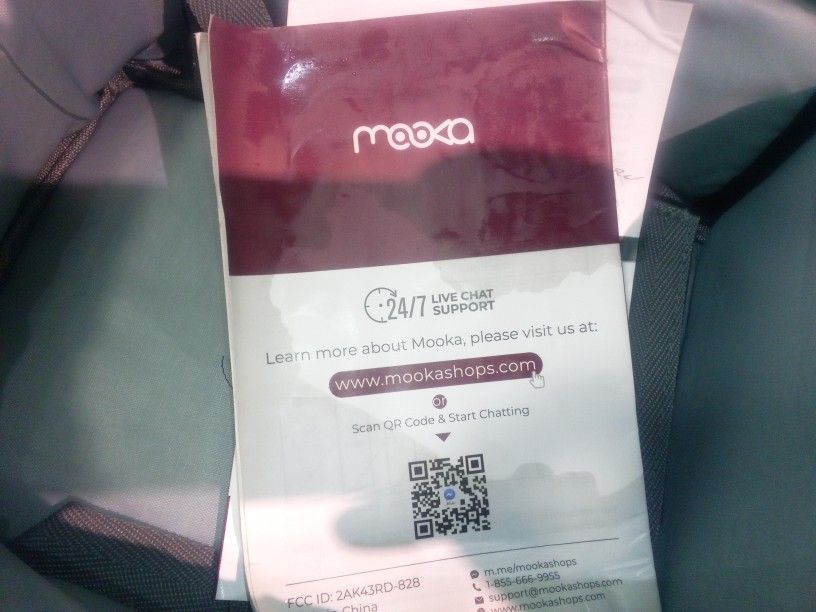 mooka
24/7 LIVE CHAT
SUPPORT
Learn more about Mooka, please visit us at:
www.mookashops.com
or
Scan QR Code & Start Chatting
FCC ID: 2AK43RD-828
China
m.me/mookashops
1-855-666-9955
support@mookashops.com
www.mookashops.com